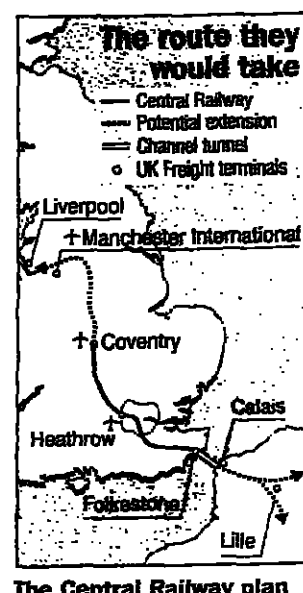 The route they
would take
Central Railway
Potential extension
Channel tunnel
UK Freight terminals
Liverpool
Manchester International
Coventry
Heathrow
Calais
Folkestone
Lille
The Central Railway plan